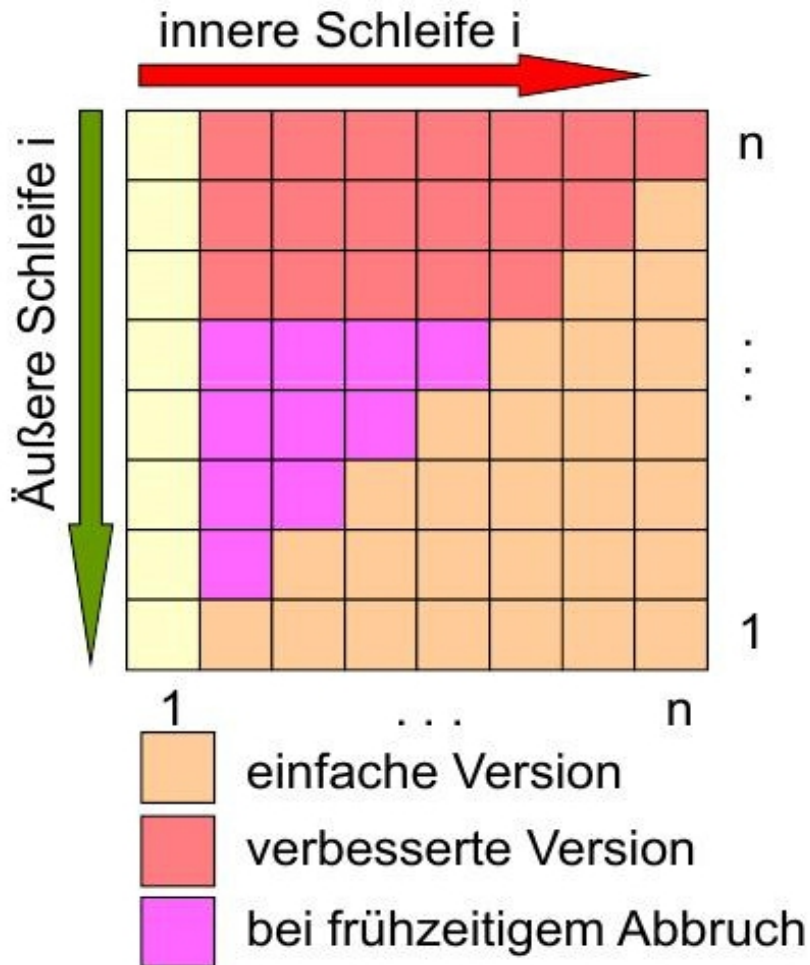 innere Schleife i
Äußere Schleife i
n
. . .
1
1 . . . n
einfache Version
verbesserte Version
bei frühzeitigem Abbruch